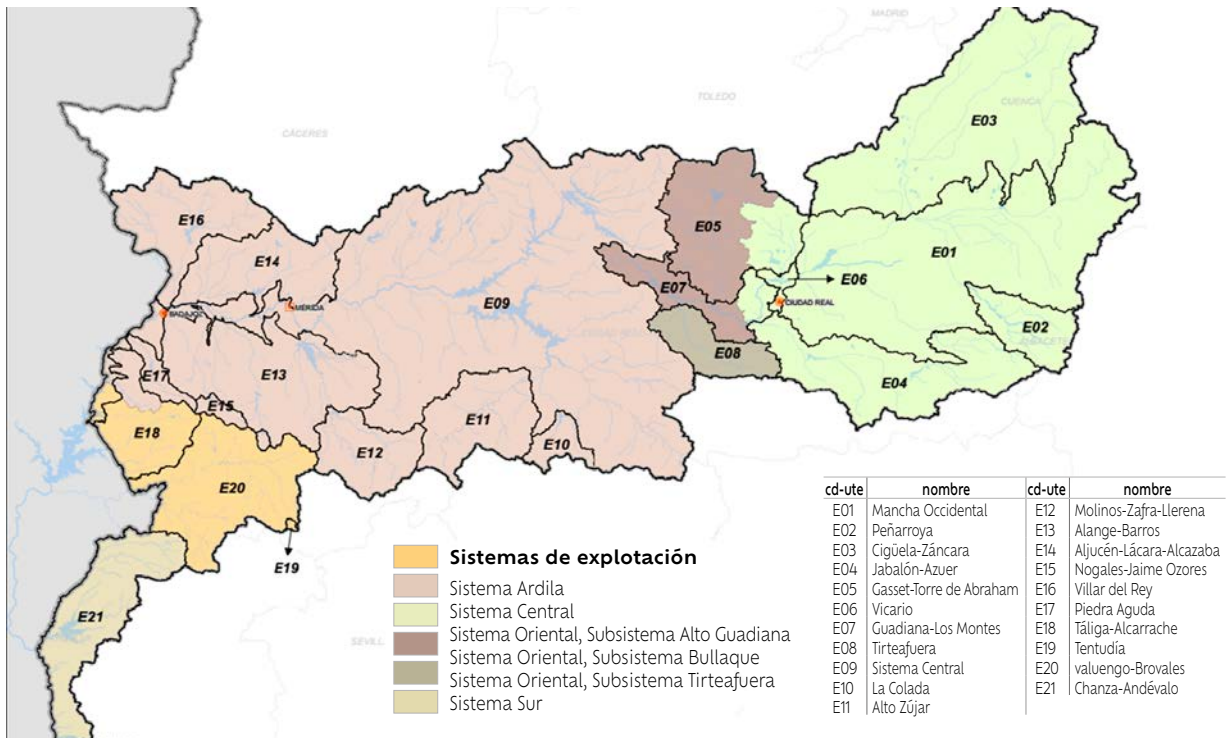 MADRID
TOLEDO
CUENCA
CÁCERES
E03
E16
E05
E01
E14
E06
E07
E09
MÉRIDA
CIUDAD REAL
BADAJOZ
E02
ALBACETE
E08
E17
E13
E04
E15
E18
E11
E12
E10
E20
E19
E21
SEVILL
Sistemas de explotación
Sistema Ardila
Sistema Central
Sistema Oriental, Subsistema Alto Guadiana
Sistema Oriental, Subsistema Bullaque
Sistema Oriental, Subsistema Tirteafuera
Sistema Sur
cd-ute nombre cd-ute nombre
E01 Mancha Occidental E12 Molinos-Zafra-Llerena
E02 Peñarroya E13 Alange-Barros
E03 Cigüela-Záncara E14 Aljucén-Lácara-Alcazaba
E04 Jabalón-Azuer E15 Nogales-Jaime Ozores
E05 Gasset-Torre de Abraham E16 Villar del Rey
E06 Vicario E17 Piedra Aguda
E07 Guadiana-Los Montes E18 Táliga-Alcarrache
E08 Tirteafuera E19 Tentudía
E09 Sistema Central E20 valuengo-Brovales
E10 La Colada E21 Chanza-Andévalo
E11 Alto Zújar